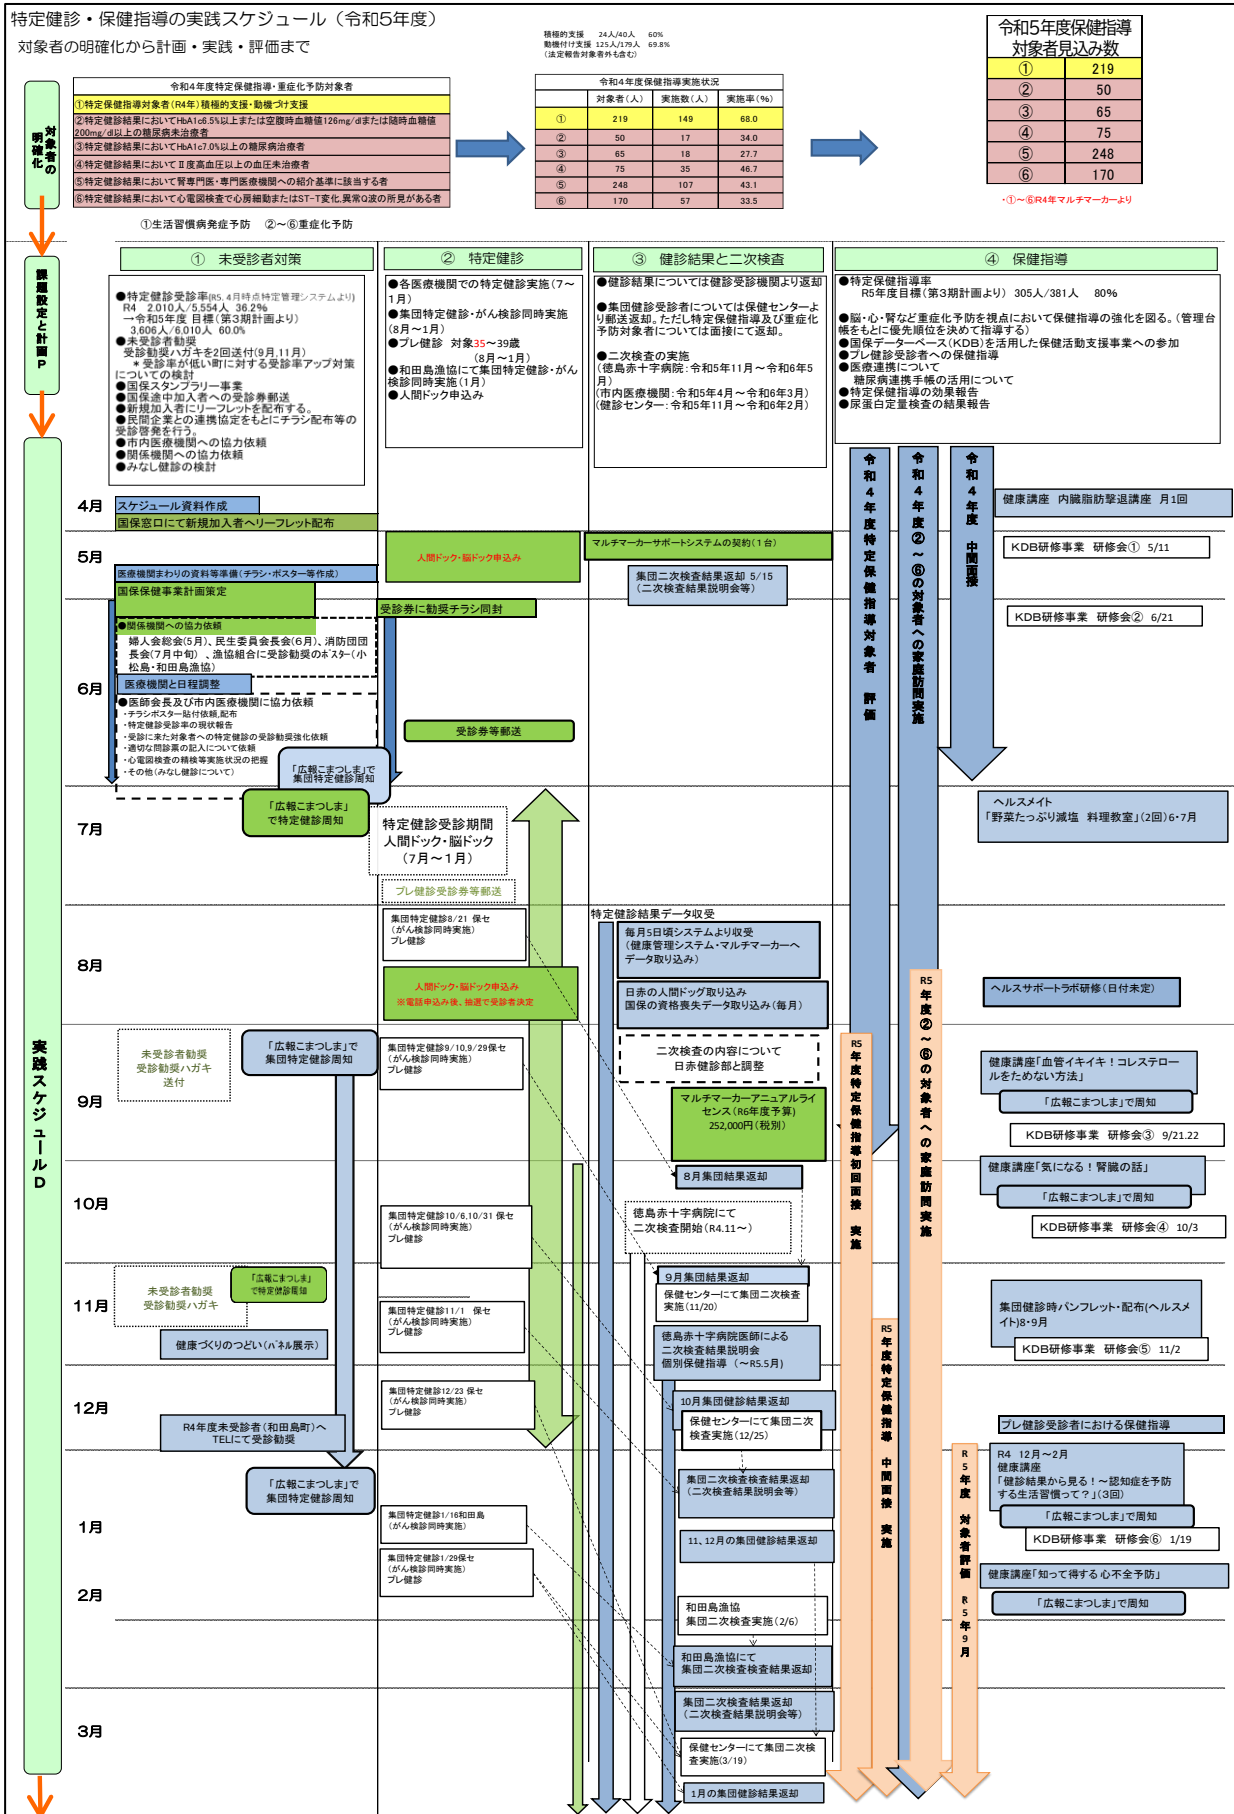 特定健診・保健指導の実践スケジュール（令和5年度）
対象者の明確化から計画・実践・評価まで
積極的支援　24人/40人　60%
動機付け支援 125人/179人　69.8%
（法定報告対象者外も含む）
令和5年度保健指導
対象者見込み数
① 219
② 50
③ 65
④ 75
⑤ 248
⑥ 170
・①～⑥R4年マルチマーカーより
対象者の明確化
令和4年度特定保健指導・重症化予防対象者
①特定保健指導対象者(R4年)積極的支援・動機づけ支援
②特定健診結果においてHbA1c6.5%以上または空腹時血糖値126mg/dlまたは随時血糖値
200mg/dl以上の糖尿病未治療者
③特定健診結果においてHbA1c7.0%以上の糖尿病治療者
④特定健診結果においてⅡ度高血圧以上の血圧未治療者
⑤特定健診結果において腎専門医・専門医療機関への紹介基準に該当する者
⑥特定健診結果において心電図検査で心房細動またはST-T変化,異常Q波の所見がある者
①生活習慣病発症予防　②～⑥重症化予防
令和4年度保健指導実施状況
対象者(人) 実施数(人) 実施率(%)
① 219 149 68.0
② 50 17 34.0
③ 65 18 27.7
④ 75 35 46.7
⑤ 248 107 43.1
⑥ 170 57 33.5
課題設定と計画P
①　未受診者対策
●特定健診受診率(R5. 4月時点特定管理システムより)
R4　2,010人/5,554人　36.2%
→令和5年度 目標(第3期計画より)
3,606人/6,010人　60.0%
●未受診者勧奨
受診勧奨ハガキを2回送付(9月,11月)
＊ 受診率が低い町に対する受診率アップ対策
についての検討
●国保スタンプラリー事業
●国保途中加入者への受診券郵送
●新規加入者にリーフレットを配布する。
●民間企業との連携協定をもとにチラシ配布等の
受診啓発を行う。
●市内医療機関への協力依頼
●関係機関への協力依頼
●みなし健診の検討
②　特定健診
●各医療機関での特定健診実施(7～
1月)
●集団特定健診・がん検診同時実施
(8月～1月)
●プレ健診　対象35～39歳
(8月～1月)
●和田島漁協にて集団特定健診・がん
検診同時実施(1月)
●人間ドック申込み
③　健診結果と二次検査
●健診結果については健診受診機関より返却
●集団健診受診者については保健センターよ
り郵送返却。ただし特定保健指導及び重症化
予防対象者については面接にて返却。
●二次検査の実施
(徳島赤十字病院：令和5年11月～令和6年5
月)
(市内医療機関：令和5年4月～令和6年3月)
(健診センター：令和5年11月～令和6年2月)
④　保健指導
●特定保健指導率
R5年度目標(第3期計画より)　305人/381人　80%
●脳・心・腎など重症化予防を視点において保健指導の強化を図る。(管理台
帳をもとに優先順位を決めて指導する)
●国保データーベース(KDB)を活用した保健活動支援事業への参加
●プレ健診受診者への保健指導
●医療連携について
糖尿病連携手帳の活用について
●特定保健指導の効果報告
●尿蛋白定量検査の結果報告
実践スケジュールD
4月
スケジュール資料作成
国保窓口にて新規加入者へリーフレット配布
5月
医療機関まわりの資料等準備(チラシ・ポスター等作成)
国保保健事業計画策定
●関係機関への協力依頼
婦人会総会(5月)、民生委員会長会(6月)、消防団団
長会(7月中旬)、漁協組合に受診勧奨のポスター(小
松島・和田島漁協)
6月
医療機関と日程調整
●医師会長及び市内医療機関に協力依頼
・チラシポスター貼付依頼,配布
・特定健診受診率の現状報告
・受診に来た対象者への特定健診の受診勧奨強化依頼
・適切な問診票の記入について依頼
・心電図検査の精検等実施状況の把握
・その他(みなし健診について)
「広報こまつしま」で
集団特定健診周知
「広報こまつしま」
で特定健診周知
7月
8月
9月
未受診者勧奨
受診勧奨ハガキ
送付
「広報こまつしま」で
集団特定健診周知
10月
11月
未受診者勧奨
受診勧奨ハガキ
「広報こまつしま」
で特定健診周知
健康づくりのつどい(パネル展示)
12月
R4年度未受診者(和田島町)へ
TELにて受診勧奨
「広報こまつしま」で
集団特定健診周知
1月
2月
3月
人間ドック・脳ドック申込み
受診券に勧奨チラシ同封
受診券等郵送
特定健診受診期間
人間ドック・脳ドック
(7月～1月)
プレ健診受診券等郵送
集団特定健診8/21 保セ
(がん検診同時実施)
プレ健診
人間ドック・脳ドック申込み
※電話申込み後、抽選で受診者決定
集団特定健診9/10,9/29保セ
(がん検診同時実施)
プレ健診
集団特定健診10/6,10/31 保セ
(がん検診同時実施)
プレ健診
集団特定健診11/1　保セ
(がん検診同時実施)
プレ健診
集団特定健診12/23 保セ
(がん検診同時実施)
プレ健診
集団特定健診1/16和田島
(がん検診同時実施)
集団特定健診1/29保セ
(がん検診同時実施)
プレ健診
マルチマーカーサポートシステムの契約(1台)
集団二次検査結果返却 5/15
(二次検査結果説明会等)
特定健診結果データ収受
毎月5日頃システムより収受
(健康管理システム・マルチマーカーへ
データ取り込み)
日赤の人間ドッグ取り込み
国保の資格喪失データ取り込み(毎月)
二次検査の内容について
日赤健診部と調整
マルチマーカーアニュアルライ
センス(R6年度予算)
252,000円(税別)
8月集団結果返却
徳島赤十字病院にて
二次検査開始(R4.11～)
9月集団結果返却
保健センターにて集団二次検査
実施(11/20)
徳島赤十字病院医師による
二次検査結果説明会
個別保健指導　(～R5.5月)
10月集団健診結果返却
保健センターにて集団二次
検査実施(12/25)
集団二次検査検査結果返却
(二次検査結果説明会等)
11、12月の集団健診結果返却
和田島漁協
集団二次検査実施(2/6)
和田島漁協にて
集団二次検査検査結果返却
集団二次検査結果返却
(二次検査結果説明会等)
保健センターにて集団二次検
査実施(3/19)
1月の集団健診結果返却
令和4年度特定保健指導対象者　評価
令和4年度②～⑥の対象者への家庭訪問実施
令和4年度　中間面接
R5年度特定保健指導初回面接　実施
R5年度②～⑥の対象者への家庭訪問実施
R5年度特定保健指導　中間面接　実施
R5年度　対象者評価　R5年9月
健康講座　内臓脂肪撃退講座　月1回
KDB研修事業　研修会①　5/11
KDB研修事業　研修会②　6/21
ヘルスメイト
「野菜たっぷり減塩　料理教室」(2回)6・7月
ヘルスサポートラボ研修(日付未定)
健康講座「血管イキイキ！コレステロー
ルをためない方法」
「広報こまつしま」で周知
KDB研修事業　研修会③　9/21.22
健康講座「気になる！腎臓の話」
「広報こまつしま」で周知
KDB研修事業　研修会④　10/3
集団健診時パンフレット・配布(ヘルスメ
イト)8・9月
KDB研修事業　研修会⑤　11/2
プレ健診受診者における保健指導
R4　12月～2月
健康講座
「健診結果から見る！～認知症を予防
する生活習慣って？」(3回)
「広報こまつしま」で周知
KDB研修事業　研修会⑥　1/19
健康講座「知って得する 心不全予防」
「広報こまつしま」で周知